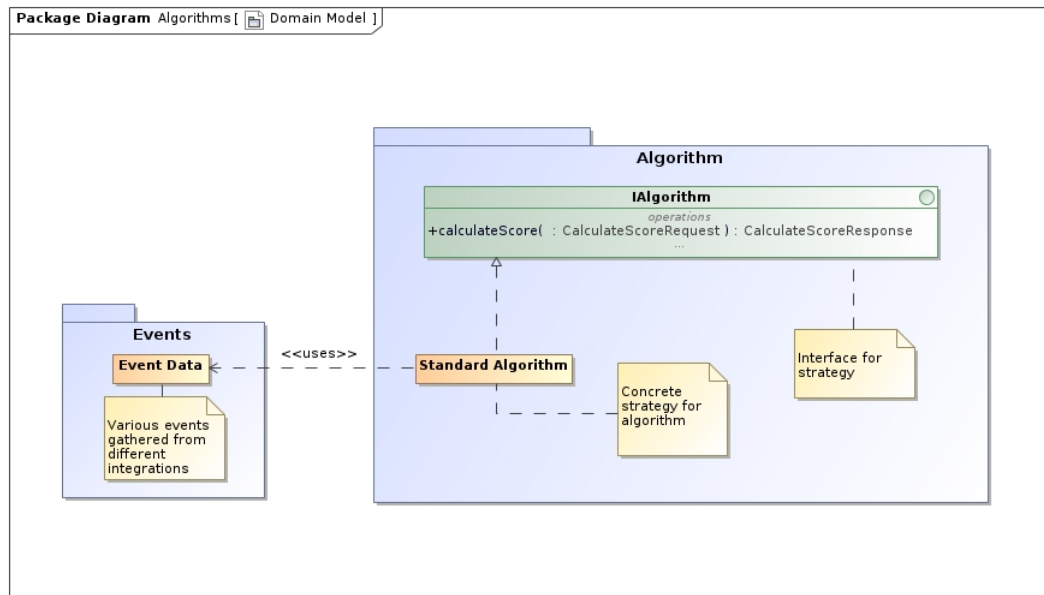 Package Diagram Algorithms [ Domain Model ]
Algorithm
IAlgorithm
operations
+calculateScore( : CalculateScoreRequest ) : CalculateScoreResponse
...
Events
Event Data
<<uses>>
Standard Algorithm
Interface for
strategy
Concrete
strategy for
algorithm
Various events
gathered from
different
integrations